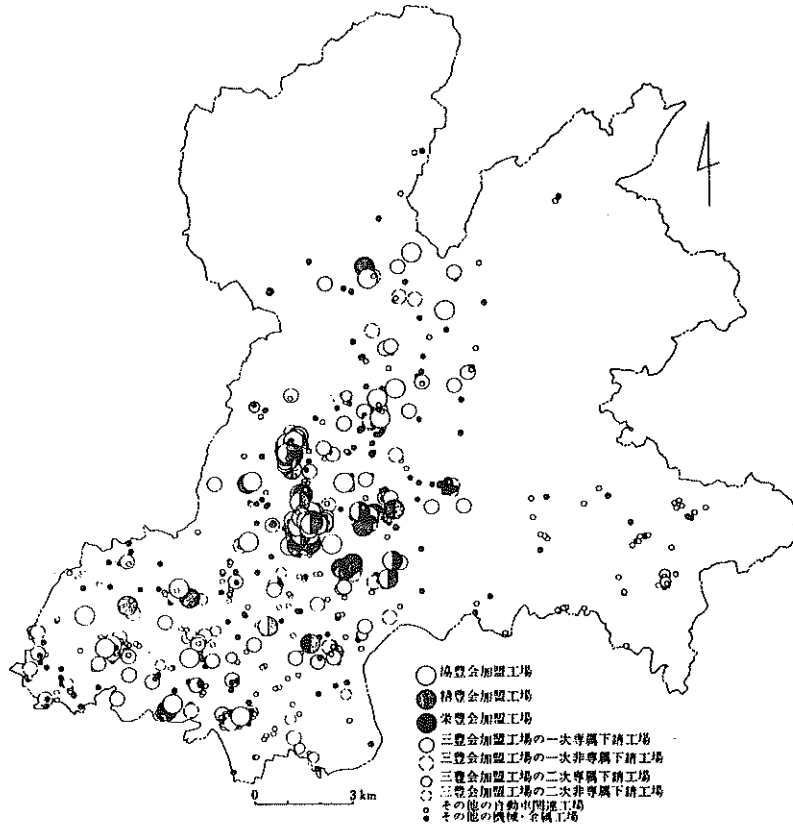 協豊会加盟工場
精豊会加盟工場
栄豊会加盟工場
三豊会加盟工場の一次専属下請工場
三豊会加盟工場の一次非専属下請工場
三豊会加盟工場の二次専属下請工場
三豊会加盟工場の二次非専属下請工場
その他の自動車関連工場
その他の機械・金属工場
0 3km